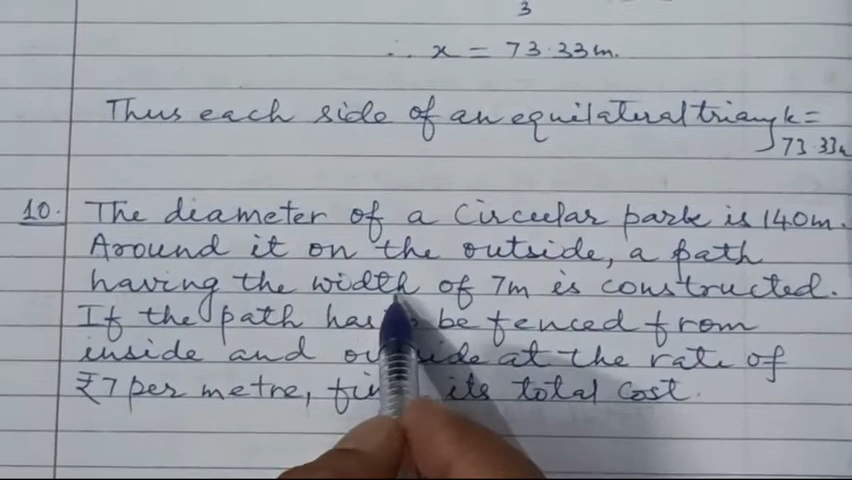 3
∴ x = 73.33m.
Thus each side of an equilateral triangle =
73.33m
10. The diameter of a circular park is 140m.
Around it on the outside, a path
having the width of 7m is constructed.
If the path has be fenced from
inside and at the rate of
₹7 per metre, its total cost.